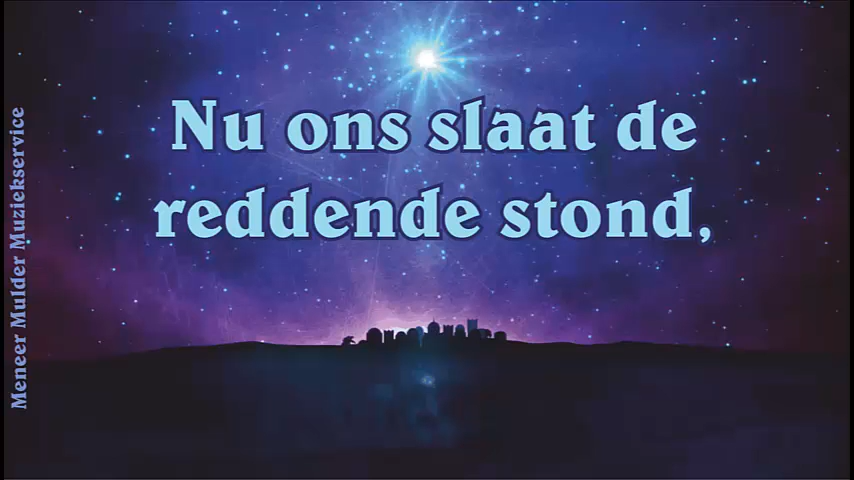 Nu ons slaat de
reddende stond,
Meneer Mulder Muziekservice